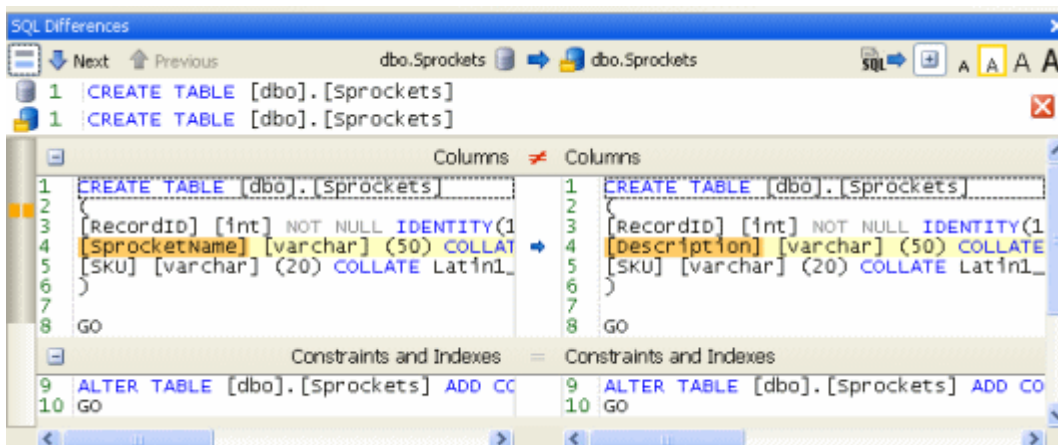 SQL Differences
Next Previous dbo.Sprockets dbo.Sprockets SQL A A A A
1 CREATE TABLE [dbo].[Sprockets]
1 CREATE TABLE [dbo].[Sprockets]
Columns ≠ Columns
1 CREATE TABLE [dbo].[Sprockets] 1 CREATE TABLE [dbo].[Sprockets]
2 ( 2 (
3 [RecordID] [int] NOT NULL IDENTITY(1 3 [RecordID] [int] NOT NULL IDENTITY(1
4 [SprocketName] [varchar] (50) COLLAT 4 [Description] [varchar] (50) COLLATE
5 [SKU] [varchar] (20) COLLATE Latin1_ 5 [SKU] [varchar] (20) COLLATE Latin1_
6 ) 6 )
7 7
8 GO 8 GO
Constraints and Indexes = Constraints and Indexes
9 ALTER TABLE [dbo].[Sprockets] ADD CO 9 ALTER TABLE [dbo].[Sprockets] ADD CO
10 GO 10 GO